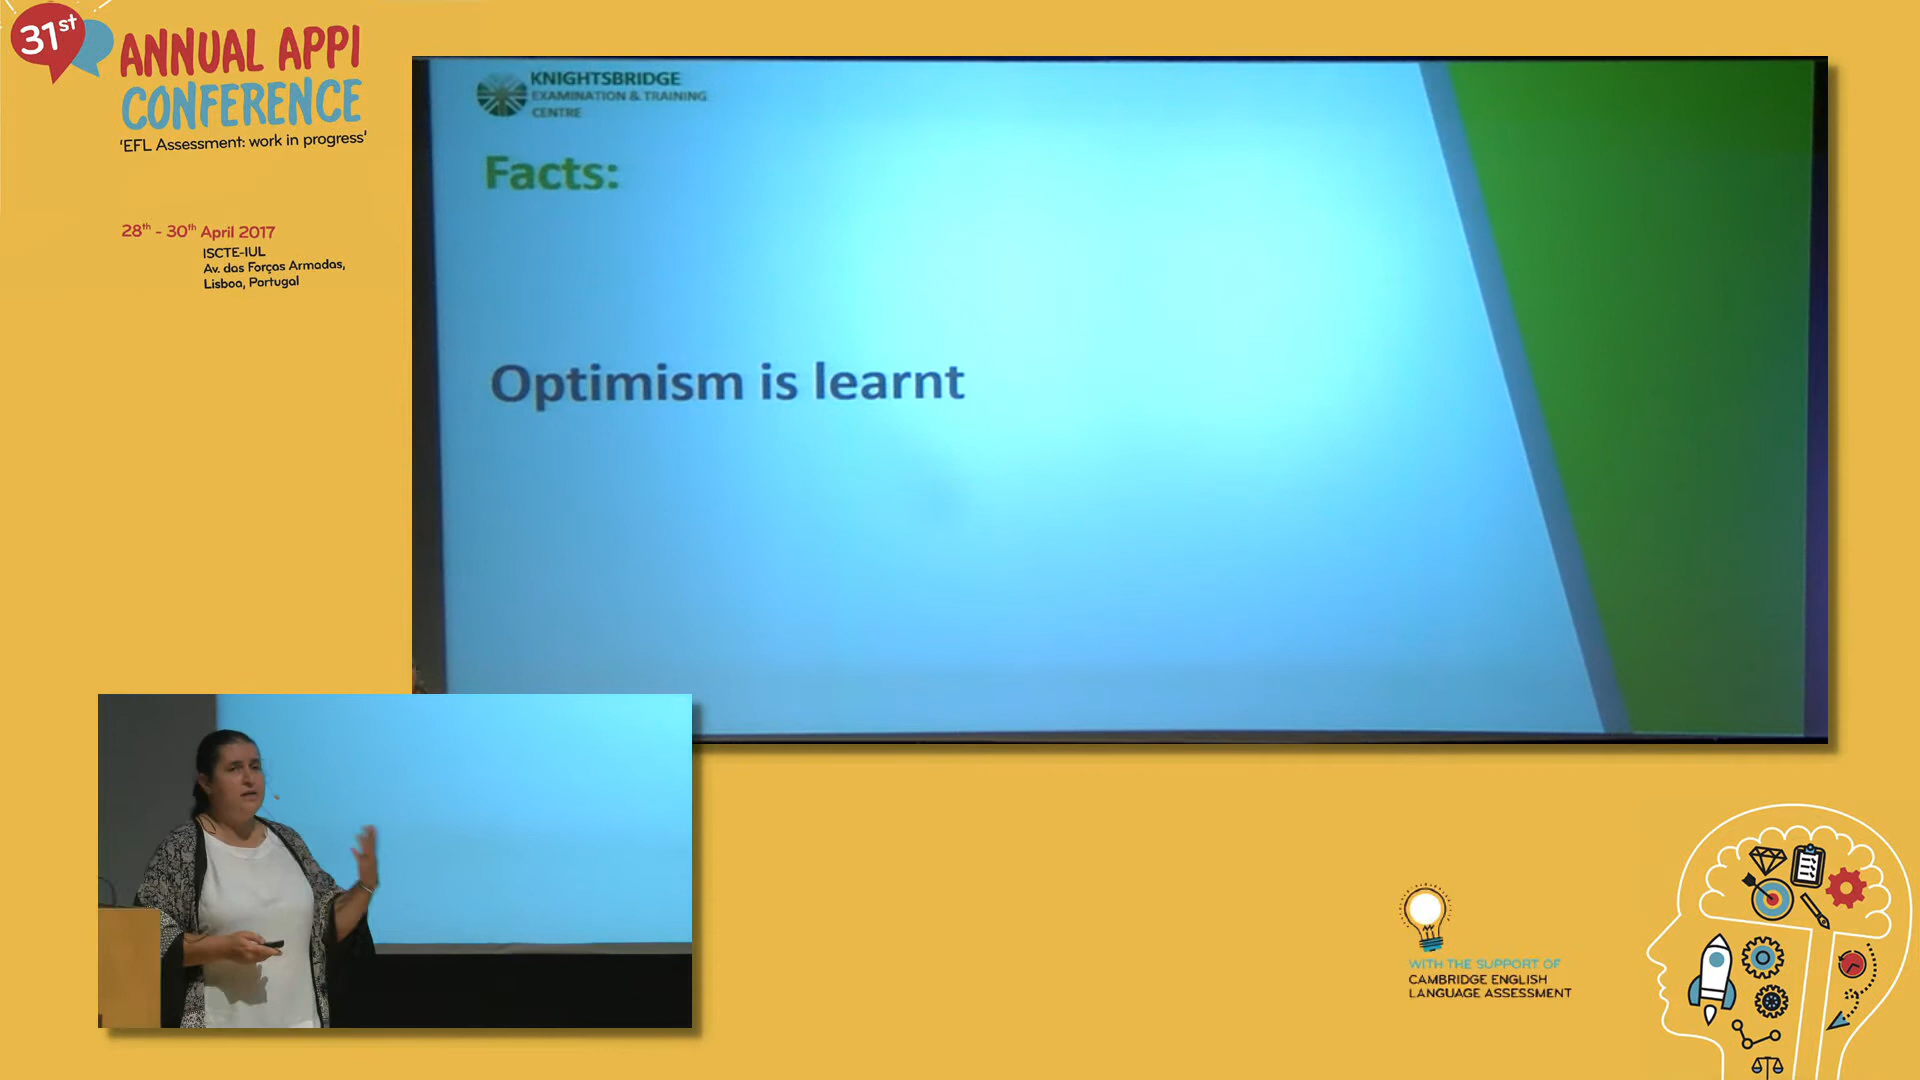 31st
ANNUAL APPI
CONFERENCE
'EFL Assessment: work in progress'
28th - 30th April 2017
ISCTE-IUL
Av. das Forças Armadas,
Lisboa, Portugal
KNIGHTSBRIDGE
EXAMINATION & TRAINING
CENTRE
Facts:
Optimism is learnt
WITH THE SUPPORT OF
CAMBRIDGE ENGLISH
LANGUAGE ASSESSMENT